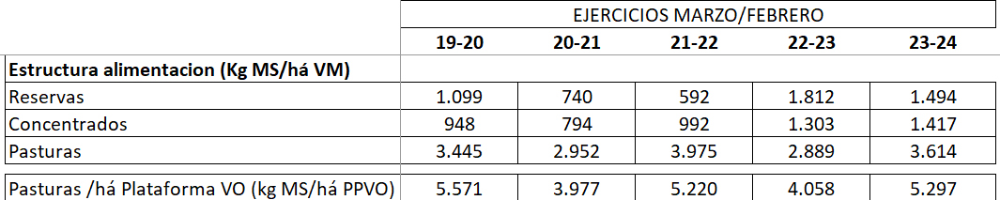 EJERCICIOS MARZO/FEBRERO
19-20 20-21 21-22 22-23 23-24
Estructura alimentacion (Kg MS/há VM)
Reservas 1.099 740 592 1.812 1.494
Concentrados 948 794 992 1.303 1.417
Pasturas 3.445 2.952 3.975 2.889 3.614
Pasturas /há Plataforma VO (kg MS/há PPVO) 5.571 3.977 5.220 4.058 5.297